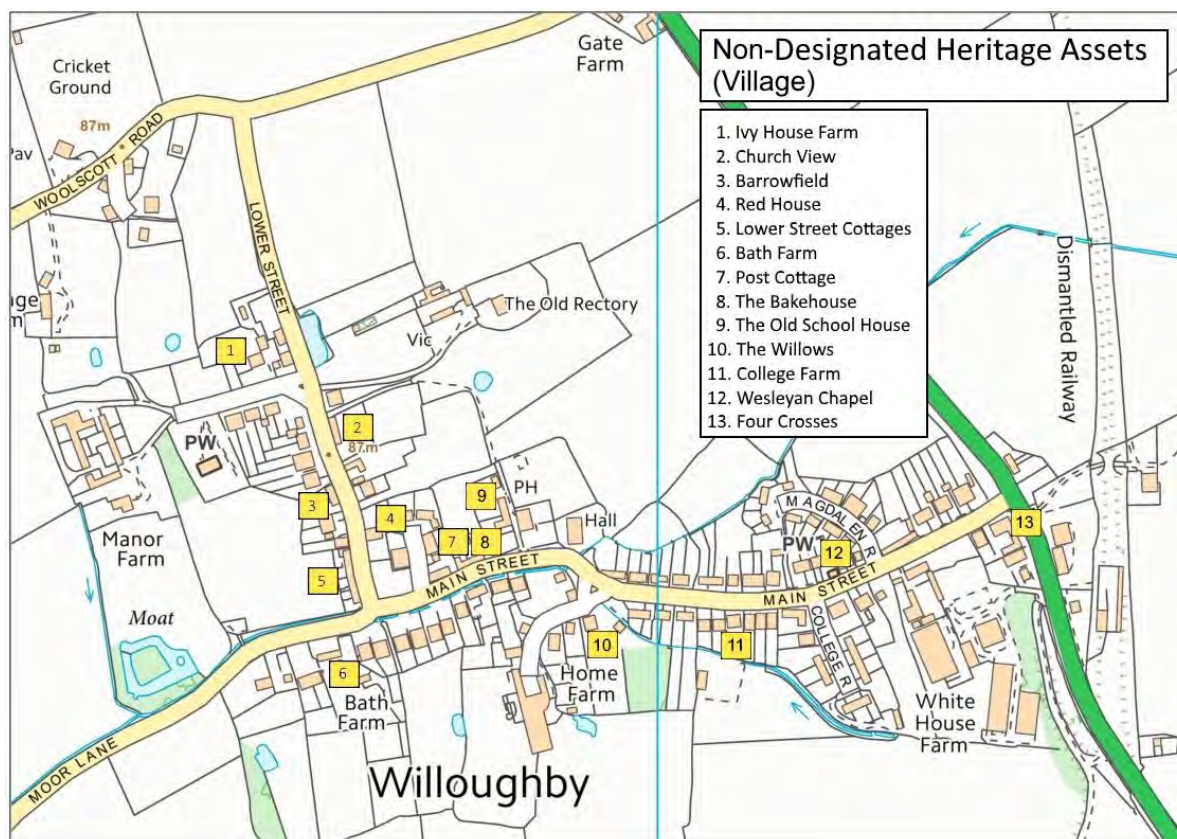 Non-Designated Heritage Assets
(Village)
1. Ivy House Farm
2. Church View
3. Barrowfield
4. Red House
5. Lower Street Cottages
6. Bath Farm
7. Post Cottage
8. The Bakehouse
9. The Old School House
10. The Willows
11. College Farm
12. Wesleyan Chapel
13. Four Crosses
Gate
Farm
Cricket
Ground
87m
Pav
WOOLSCOTT ROAD
LOWER STREET
Dismantled Railway
The Old Rectory
Vic
1
2
87m
PW
3
4
9
PH
7
8
Hall
MAGDALEN R
PW
12
13
Manor
Farm
5
MAIN STREET
MAIN STREET
Moat
6
Bath
Farm
10
Home
Farm
11
COLLEGE R
White
House
Farm
MOOR LANE
Willoughby